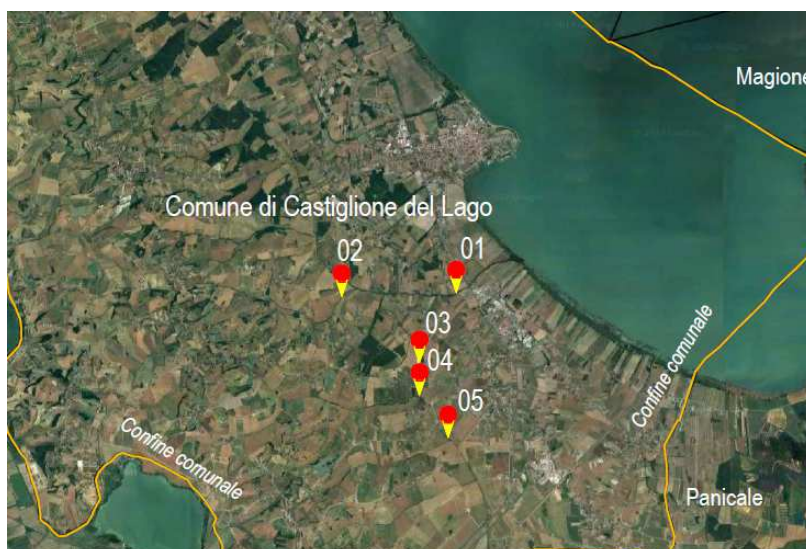 Magione
Comune di Castiglione del Lago
02
01
03
04
05
Confine comunale
Confine comunale
Panicale